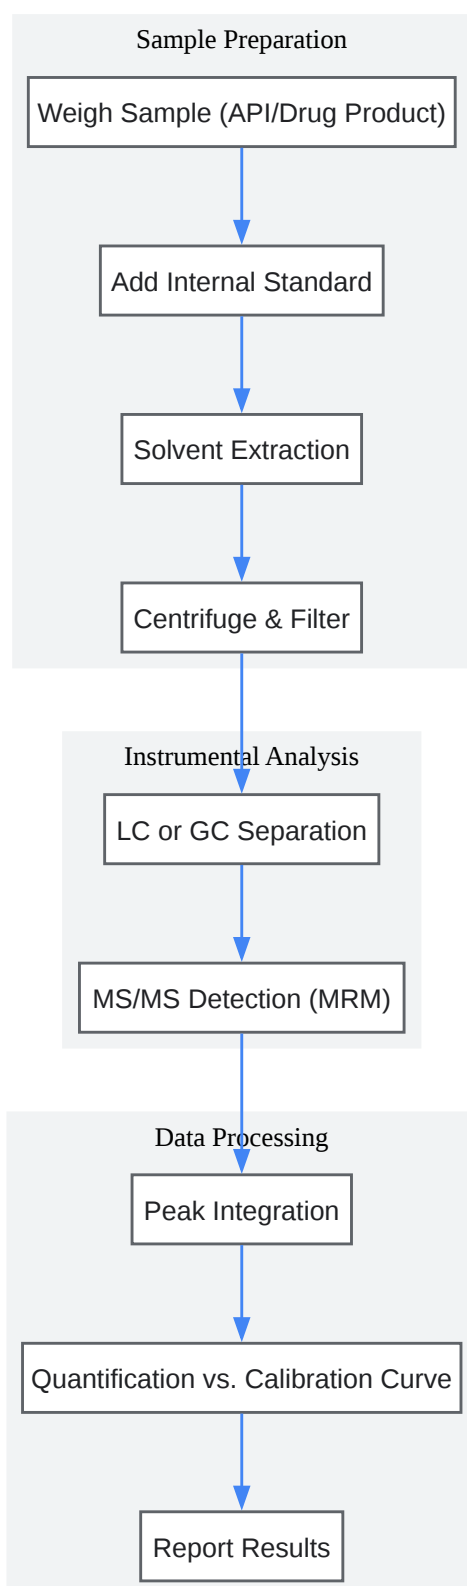 Sample Preparation
Weigh Sample (API/Drug Product)
Add Internal Standard
Solvent Extraction
Centrifuge & Filter
Instrumental Analysis
LC or GC Separation
MS/MS Detection (MRM)
Data Processing
Peak Integration
Quantification vs. Calibration Curve
Report Results